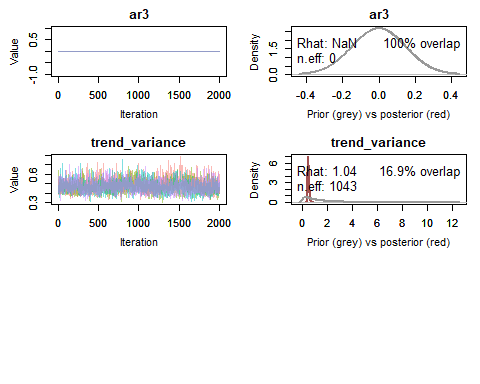 ar3
Value
-1.0 0.5
0 500 1000 1500 2000
Iteration
ar3
Density
0.0 1.5
Rhat: NaN 100% overlap
n.eff: 0
-0.4 -0.2 0.0 0.2 0.4
Prior (grey) vs posterior (red)
trend_variance
Value
0.3 0.6
0 500 1000 1500 2000
Iteration
trend_variance
Density
0 3 6
Rhat: 1.04 16.9% overlap
n.eff: 1043
0 2 4 6 8 10 12
Prior (grey) vs posterior (red)